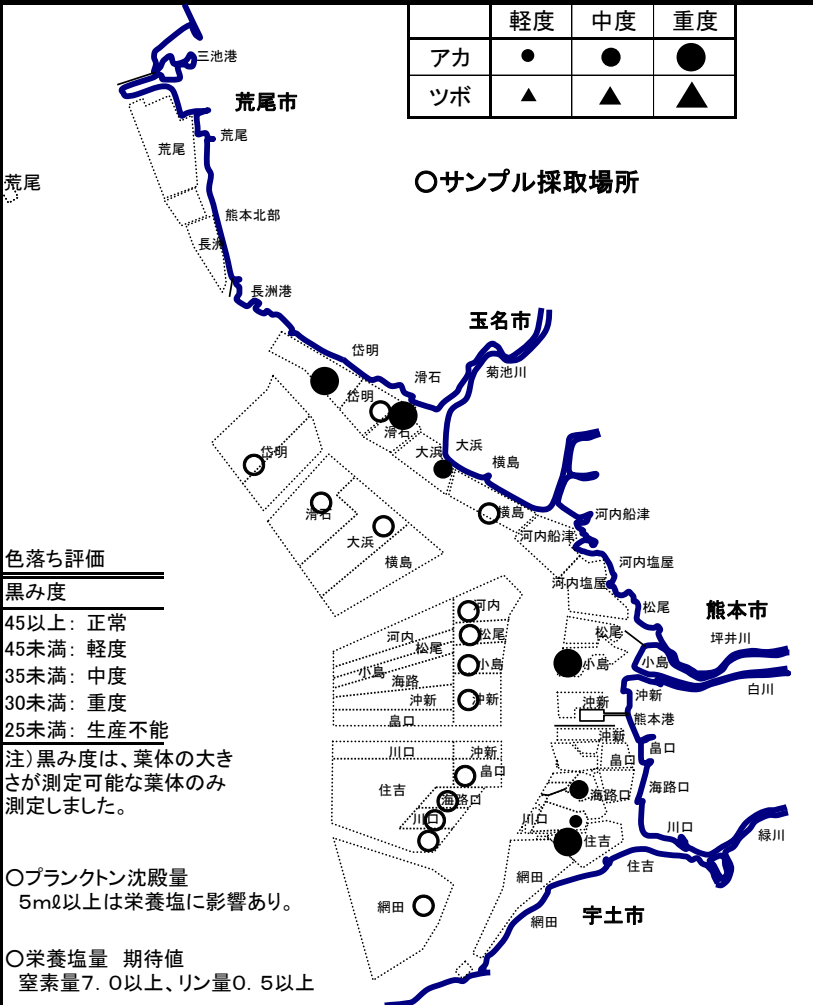 軽度 中度 重度
アカ
ツボ
三池港
荒尾市
荒尾
荒尾
荒尾
○サンプル採取場所
熊本北部
長洲
長洲港
玉名市
岱明
滑石
菊池川
岱明
滑石
大浜
大浜
横島
岱明
滑石
横島
河内船津
大浜
河内船津
横島
河内塩屋
河内塩屋
色落ち評価
黒み度
45以上: 正常
45未満: 軽度
35未満: 中度
30未満: 重度
25未満: 生産不能
注)黒み度は、葉体の大き
さが測定可能な葉体のみ
測定しました。
松尾
熊本市
河内
河内
松尾
松尾
松尾
坪井川
小島
小島
小島
小島
白川
海路
沖新
沖新
沖新
沖新
畠口
熊本港
沖新
川口
沖新
畠口
畠口
畠口
住吉
海路口
海路口
海路口
川口
川口
川口
住吉
緑川
住吉
網田
網田
網田
宇土市
○プランクトン沈殿量
5mℓ以上は栄養塩に影響あり。
○栄養塩量 期待値
窒素量7.0以上、リン量0.5以上